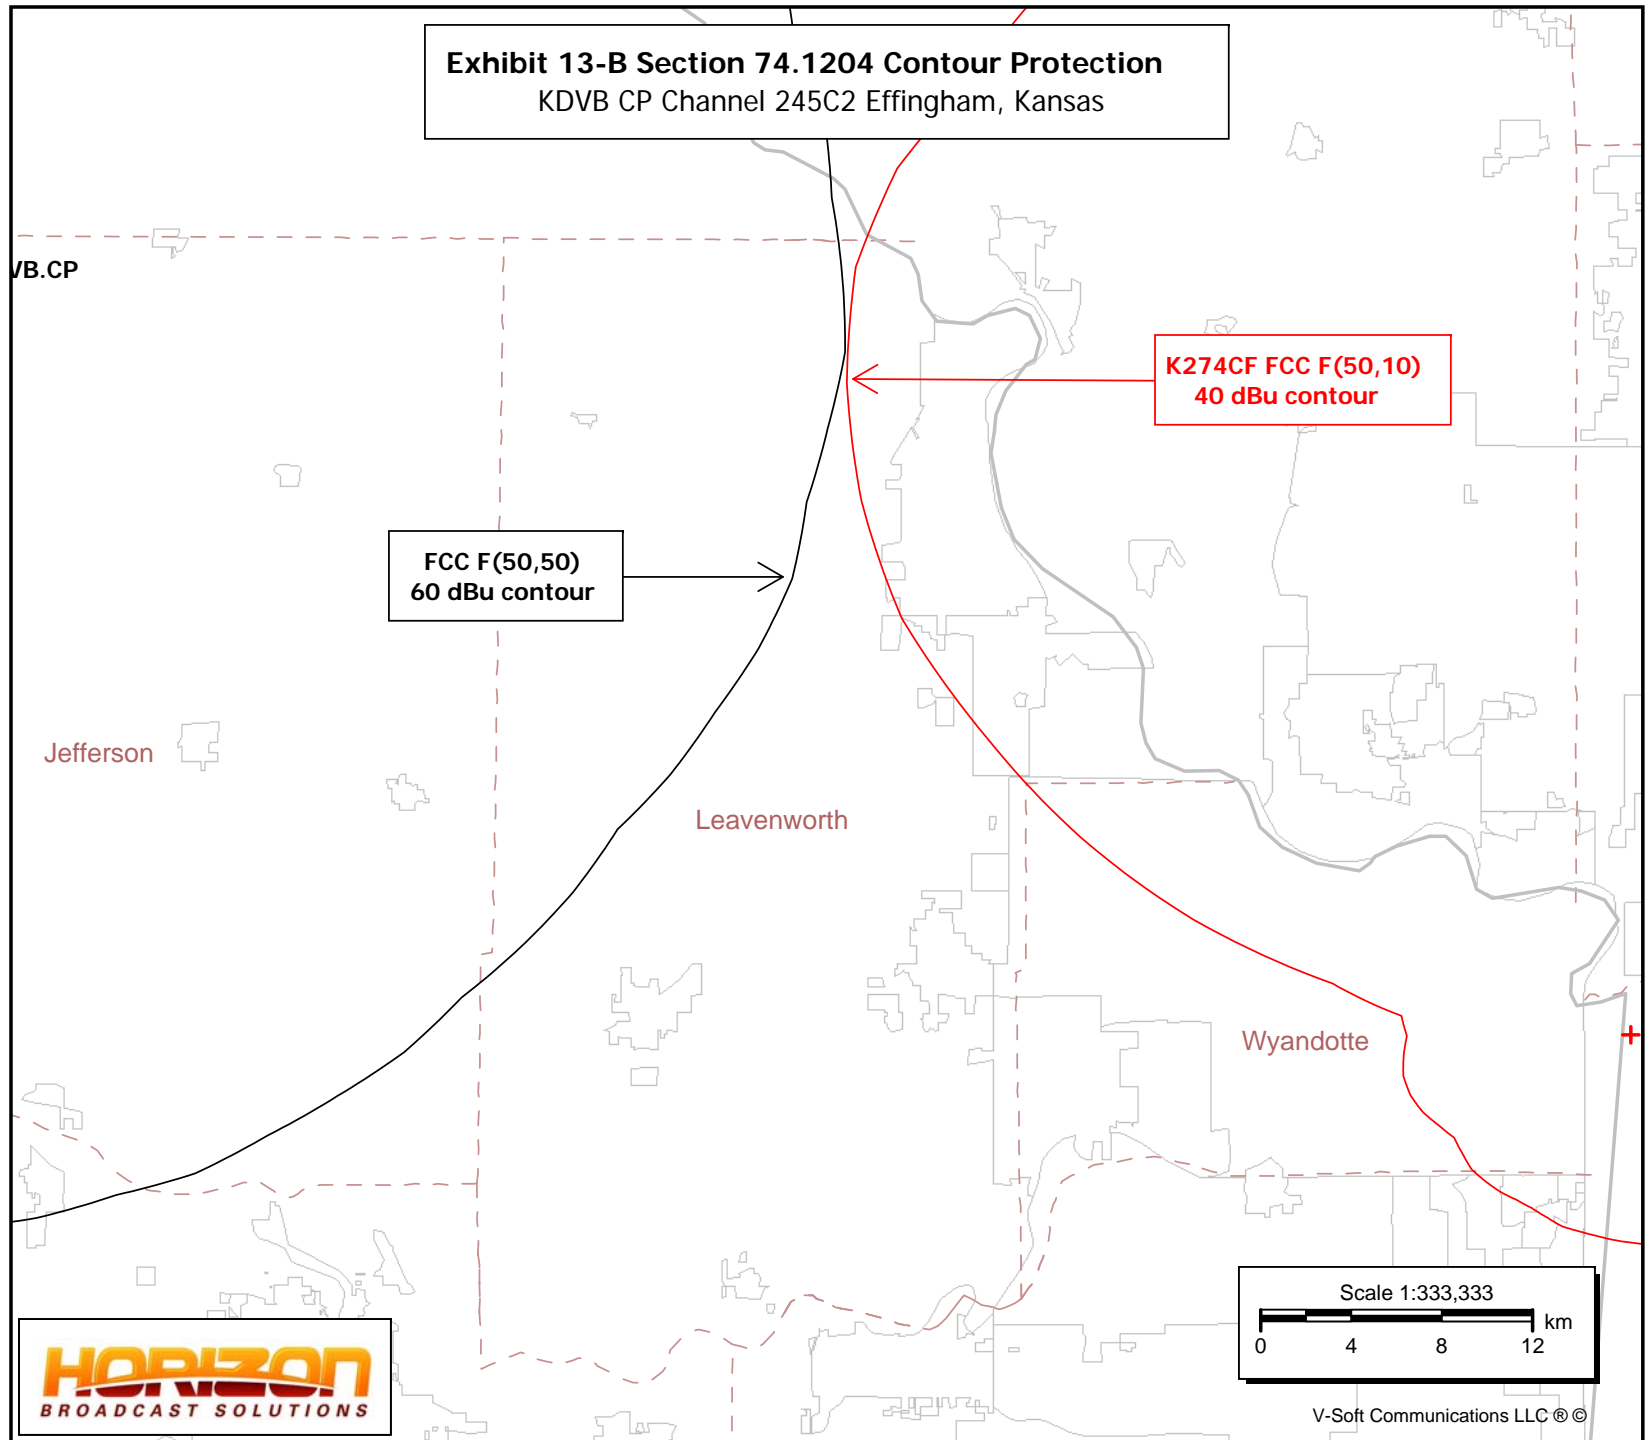 Exhibit 13-B Section 74.1204 Contour Protection
KDVB CP Channel 245C2 Effingham, Kansas
VB.CP
K274CF FCC F(50,10)
40 dBu contour
FCC F(50,50)
60 dBu contour
Jefferson
Leavenworth
Wyandotte
Scale 1:333,333
km
0 4 8 12
HORIZON
BROADCAST SOLUTIONS
V-Soft Communications LLC ® ©